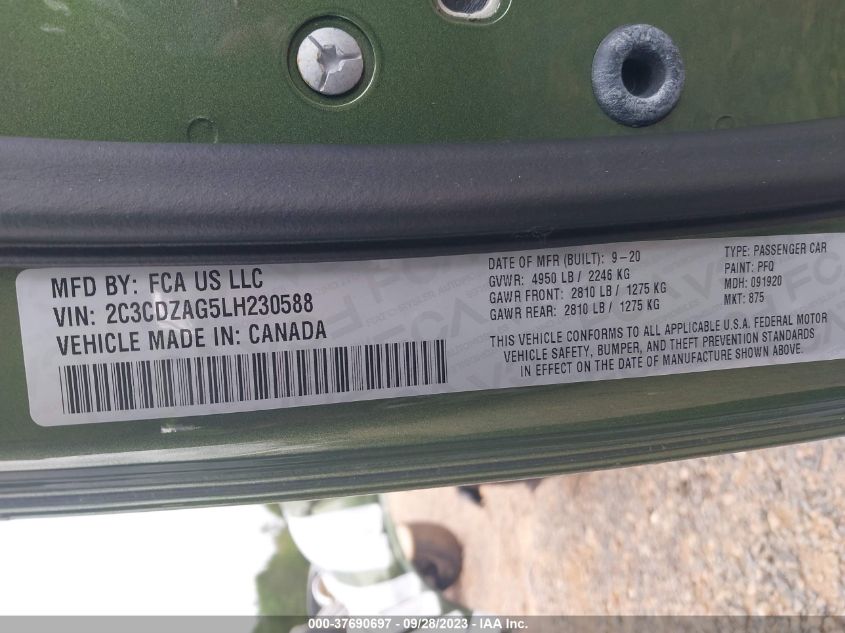 MFD BY: FCA US LLC
VIN: 2C3CDZAG5LH230588
VEHICLE MADE IN: CANADA
DATE OF MFR (BUILT): 9-20
GVWR: 4950 LB / 2246 KG
GAWR FRONT: 2810 LB / 1275 KG
GAWR REAR: 2810 LB / 1275 KG
TYPE: PASSENGER CAR
PAINT: PFQ
MDH: 091920
MKT: 875
THIS VEHICLE CONFORMS TO ALL APPLICABLE U.S.A. FEDERAL MOTOR
VEHICLE SAFETY, BUMPER, AND THEFT PREVENTION STANDARDS
IN EFFECT ON THE DATE OF MANUFACTURE SHOWN ABOVE.
000-37690697 - 09/28/2023 - I...